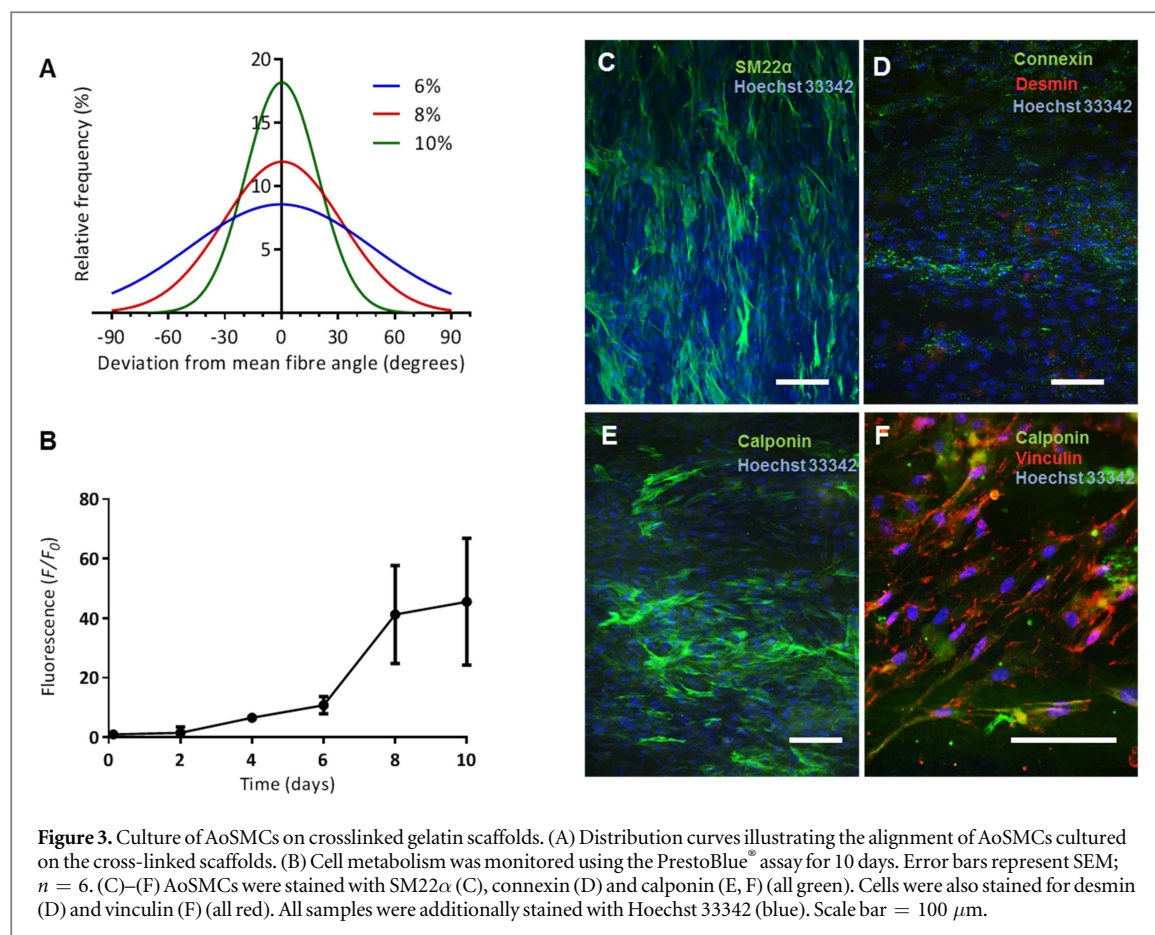 A
20
15
10
5
Relative frequency (%)
6%
8%
10%
-90 -60 -30 0 30 60 90
Deviation from mean fibre angle (degrees)
B
80
60
40
20
0
Fluorescence (F/F0)
0 2 4 6 8 10
Time (days)
C
SM22α
Hoechst 33342
D
Connexin
Desmin
Hoechst 33342
E
Calponin
Hoechst 33342
F
Calponin
Vinculin
Hoechst 33342
Figure 3. Culture of AoSMCs on crosslinked gelatin scaffolds. (A) Distribution curves illustrating the alignment of AoSMCs cultured
on the cross-linked scaffolds. (B) Cell metabolism was monitored using the PrestoBlue® assay for 10 days. Error bars represent SEM;
n = 6. (C)–(F) AoSMCs were stained with SM22α (C), connexin (D) and calponin (E, F) (all green). Cells were also stained for desmin
(D) and vinculin (F) (all red). All samples were additionally stained with Hoechst 33342 (blue). Scale bar = 100 μm.